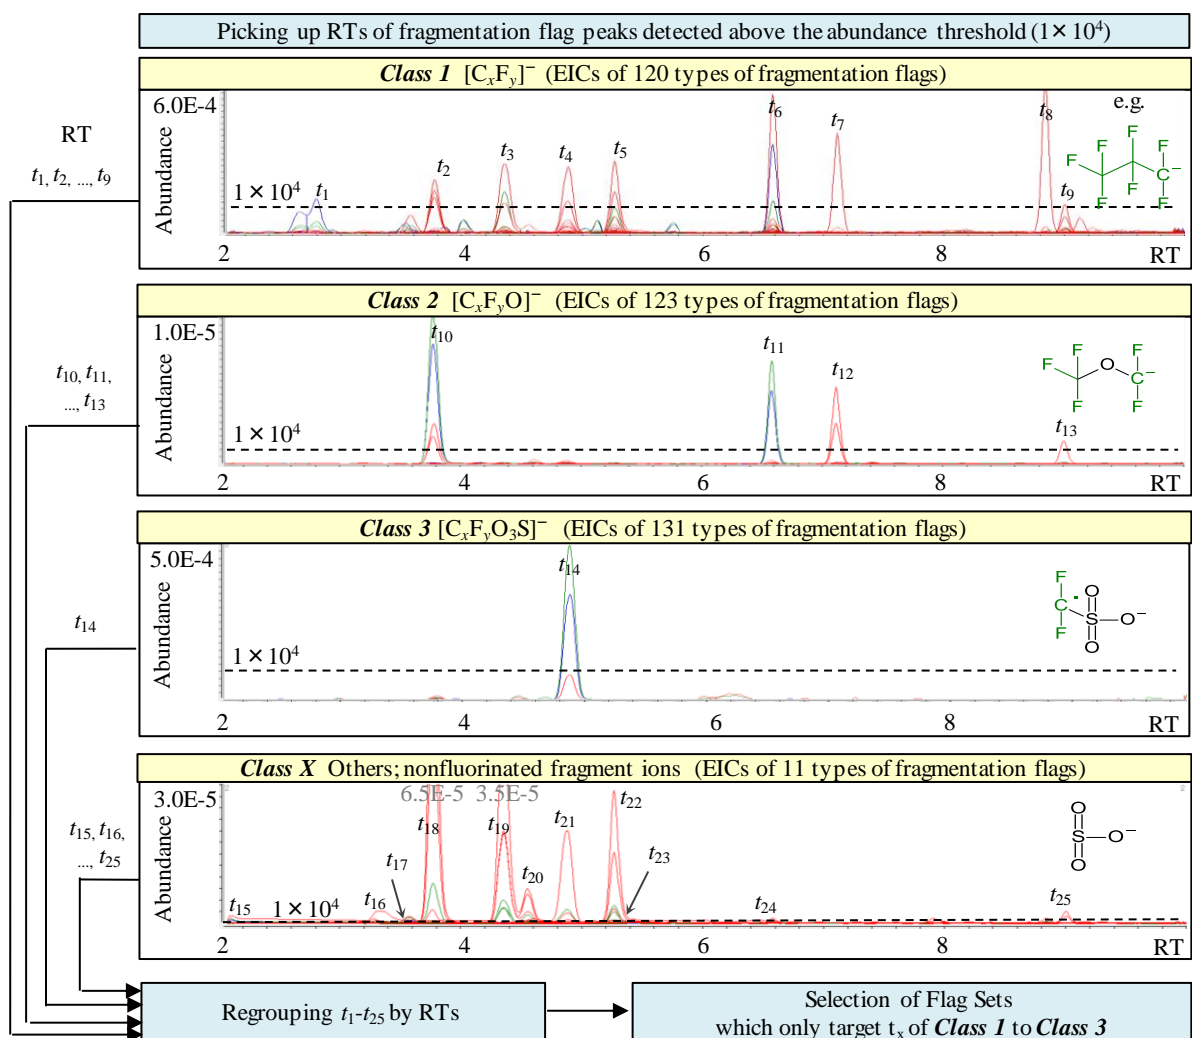 Picking up RTs of fragmentation flag peaks detected above the abundance threshold (1×10⁴)
Class 1 [CₓFᵧ]⁻ (EICs of 120 types of fragmentation flags)
RT
t₁, t₂, ..., t₉
6.0E-4
Abundance
1×10⁴
t₁
t₂
t₃
t₄
t₅
t₆
t₇
t₈
t₉
e.g.
F
F
F
F
F
F
F
F
C⁻
F
2
4
6
8
RT
Class 2 [CₓFᵧO]⁻ (EICs of 123 types of fragmentation flags)
t₁₀, t₁₁,
..., t₁₃
1.0E-5
Abundance
1×10⁴
t₁₀
t₁₁
t₁₂
t₁₃
F
F
O
F
C⁻
F
F
2
4
6
8
RT
Class 3 [CₓFᵧO₃S]⁻ (EICs of 131 types of fragmentation flags)
t₁₄
5.0E-4
Abundance
1×10⁴
t₁₄
F
C·
F
O
S
O⁻
O
2
4
6
8
RT
Class X Others; nonfluorinated fragment ions (EICs of 11 types of fragmentation flags)
t₁₅, t₁₆,
..., t₂₅
3.0E-5
6.5E-5 3.5E-5
Abundance
1×10⁴
t₁₅
t₁₆
t₁₇
t₁₈
t₁₉
t₂₀
t₂₁
t₂₂
t₂₃
t₂₄
t₂₅
O
S
O⁻
O
2
4
6
8
RT
Regrouping t₁-t₂₅ by RTs
Selection of Flag Sets
which only target tₓ of Class 1 to Class 3